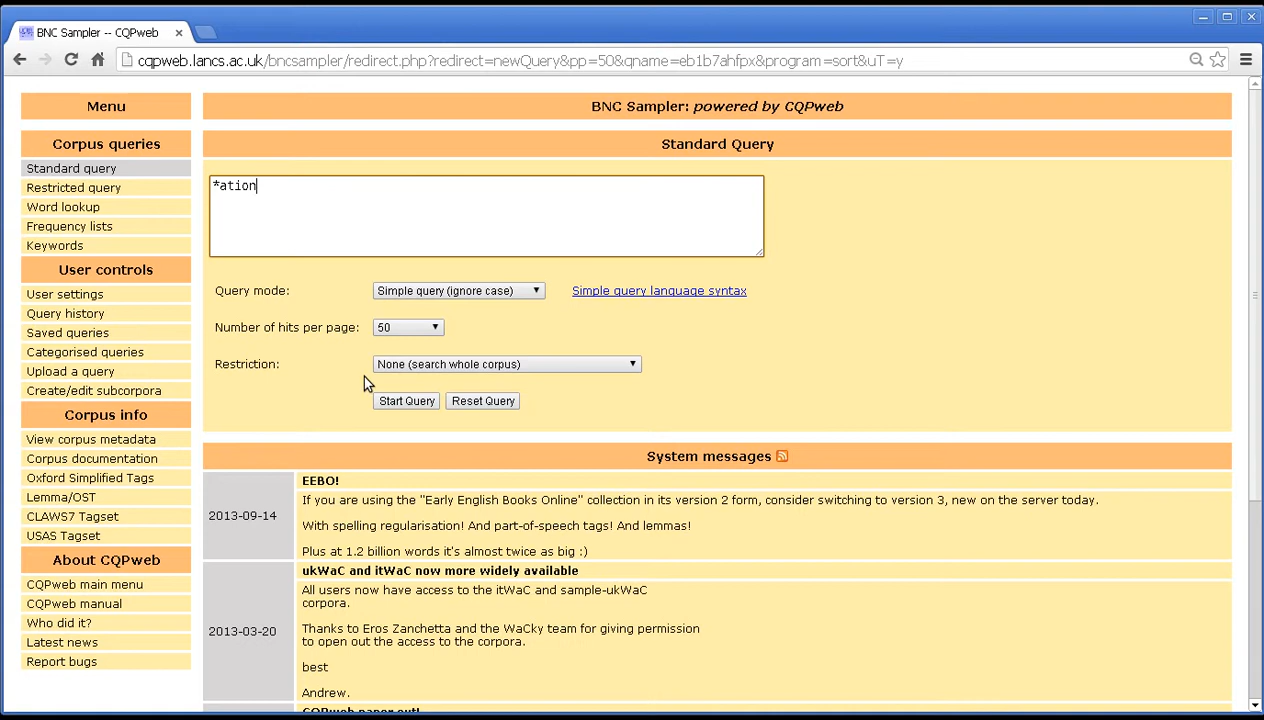 BNC Sampler -- CQPweb
cqpweb.lancs.ac.uk/bncsampler/redirect.php?redirect=newQuery&pp=50&qname=eb1b7ahfpx&program=sort&uT=y
Menu
Corpus queries
Standard query
Restricted query
Word lookup
Frequency lists
Keywords
User controls
User settings
Query history
Saved queries
Categorised queries
Upload a query
Create/edit subcorpora
Corpus info
View corpus metadata
Corpus documentation
Oxford Simplified Tags
Lemma/OST
CLAWS7 Tagset
USAS Tagset
About CQPweb
CQPweb main menu
CQPweb manual
Who did it?
Latest news
Report bugs
BNC Sampler: powered by CQPweb
Standard Query
*ation
Query mode: Simple query (ignore case) Simple query language syntax
Number of hits per page: 50
Restriction: None (search whole corpus)
Start Query Reset Query
System messages
2013-09-14
EEBO!
If you are using the "Early English Books Online" collection in its version 2 form, consider switching to version 3, new on the server today.
With spelling regularisation! And part-of-speech tags! And lemmas!
Plus at 1.2 billion words it's almost twice as big :)
2013-03-20
ukWaC and itWaC now more widely available
All users now have access to the itWaC and sample-ukWaC
corpora.
Thanks to Eros Zanchetta and the WaCky team for giving permission
to open out the access to the corpora.
best
Andrew.
CQPweb paper out!